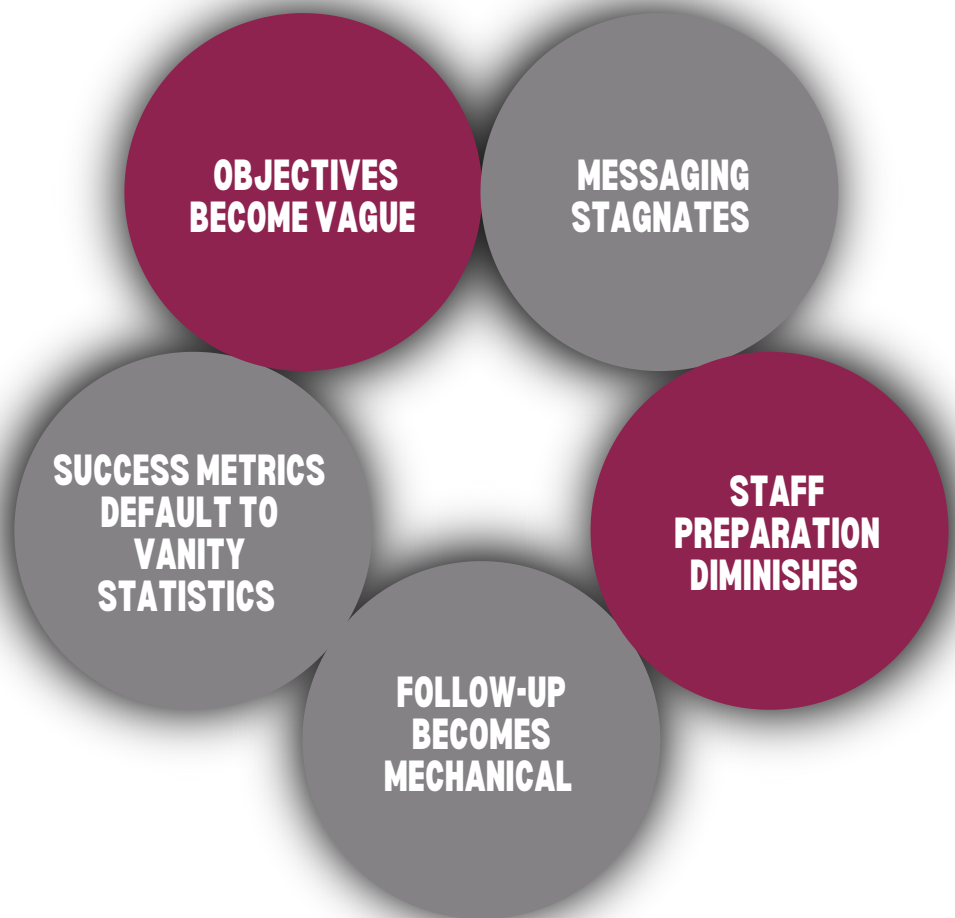 OBJECTIVES
BECOME VAGUE
MESSAGING
STAGNATES
STAFF
PREPARATION
DIMINISHES
FOLLOW-UP
BECOMES
MECHANICAL
SUCCESS METRICS
DEFAULT TO
VANITY
STATISTICS